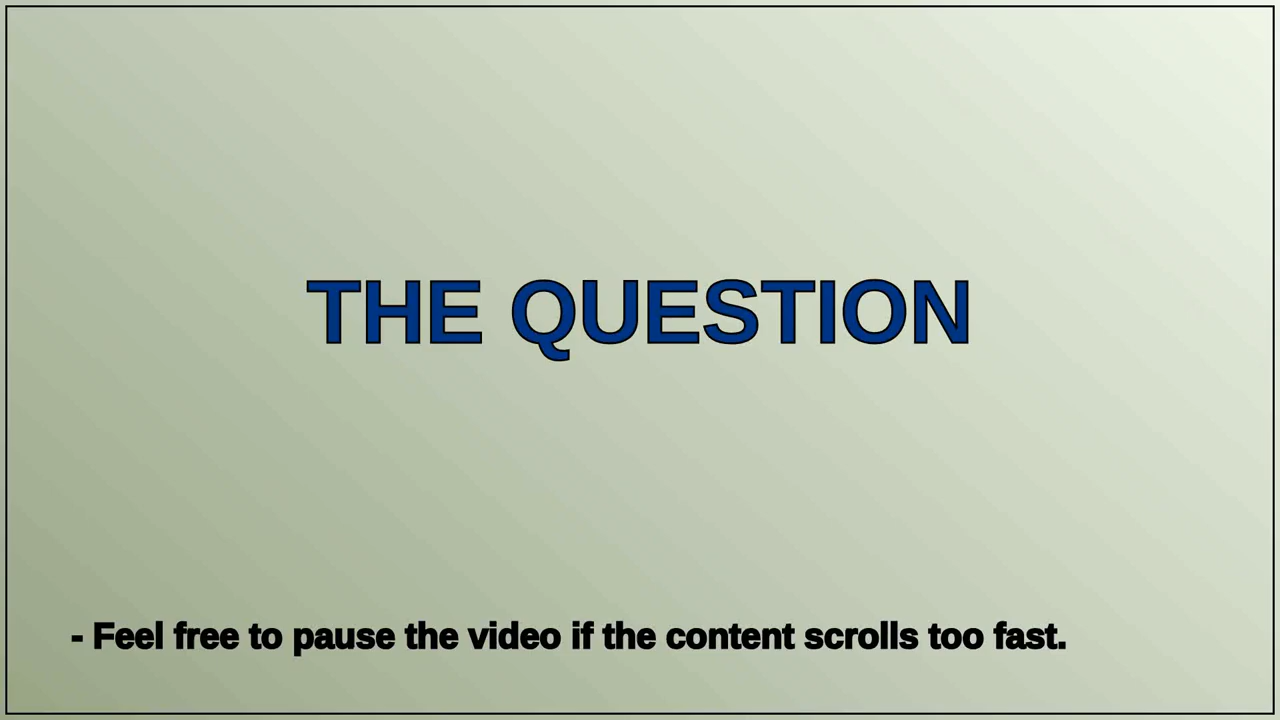 THE QUESTION
- Feel free to pause the video if the content scrolls too fast.